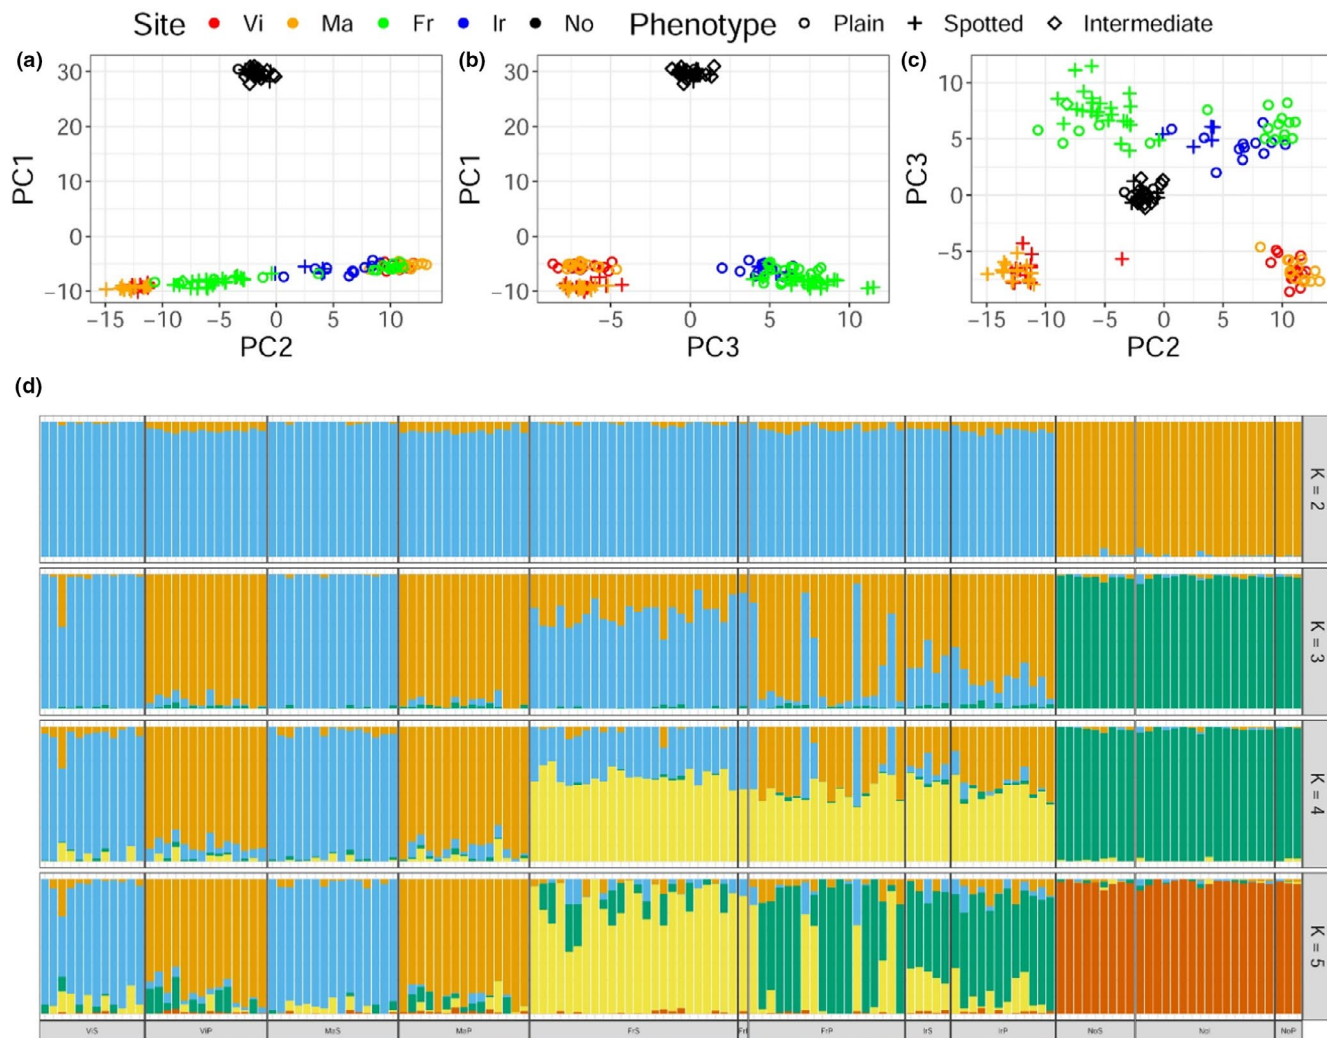 Site Vi Ma Fr Ir No Phenotype Plain Spotted Intermediate
(a) (b) (c)
30 20 10 0 −10
PC1
−15 −10 −5 0 5 10
PC2
30 20 10 0 −10
PC1
−5 0 5 10
PC3
10 5 0 −5
PC3
−15 −10 −5 0 5 10
PC2
(d)
K = 2
K = 3
K = 4
K = 5
ViS ViP MaS MaP FrS FrI FrP IrS IrP NoS NoI NoP